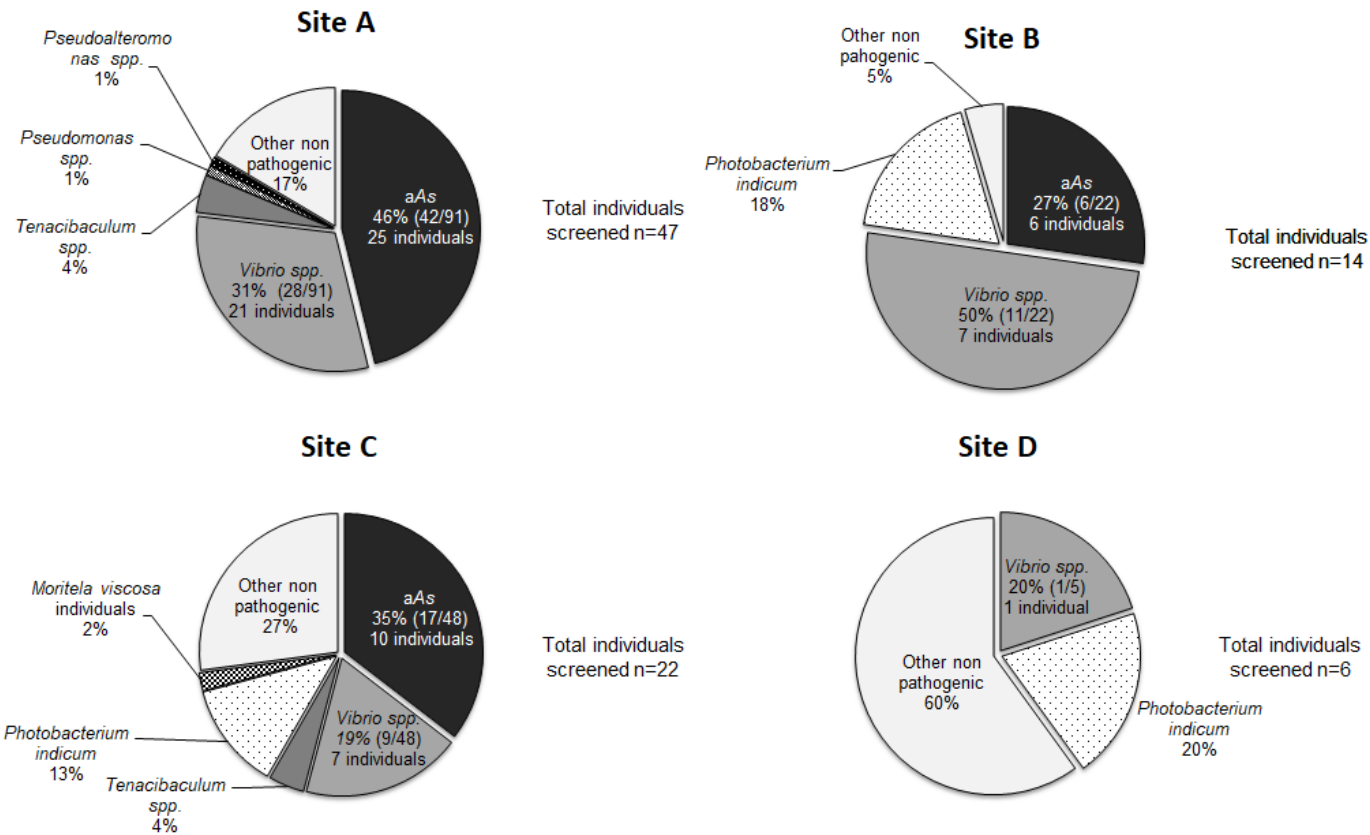 Site A
Pseudoalteromo
nas spp.
1%
Pseudomonas
spp.
1%
Tenacibaculum
spp.
4%
Other non
pathogenic
17%
aAs
46% (42/91)
25 individuals
Vibrio spp.
31% (28/91)
21 individuals
Total individuals
screened n=47
Site B
Other non
pahogenic
5%
Photobacterium
indicum
18%
aAs
27% (6/22)
6 individuals
Vibrio spp.
50% (11/22)
7 individuals
Total individuals
screened n=14
Site C
Moritela viscosa
individuals
2%
Photobacterium
indicum
13%
Tenacibaculum
spp.
4%
Other non
pathogenic
27%
aAs
35% (17/48)
10 individuals
Vibrio spp.
19% (9/48)
7 individuals
Total individuals
screened n=22
Site D
Vibrio spp.
20% (1/5)
1 individual
Other non
pathogenic
60%
Photobacterium
indicum
20%
Total individuals
screened n=6